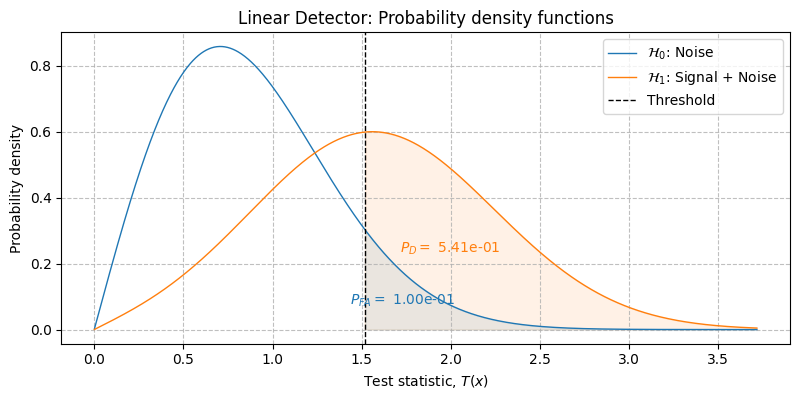 Linear Detector: Probability density functions
Probability density
0.8
0.6
0.4
0.2
0.0
ℋ₀: Noise
ℋ₁: Signal + Noise
Threshold
P_D = 5.41e-01
P_FA = 1.00e-01
0.0 0.5 1.0 1.5 2.0 2.5 3.0 3.5
Test statistic, T(x)